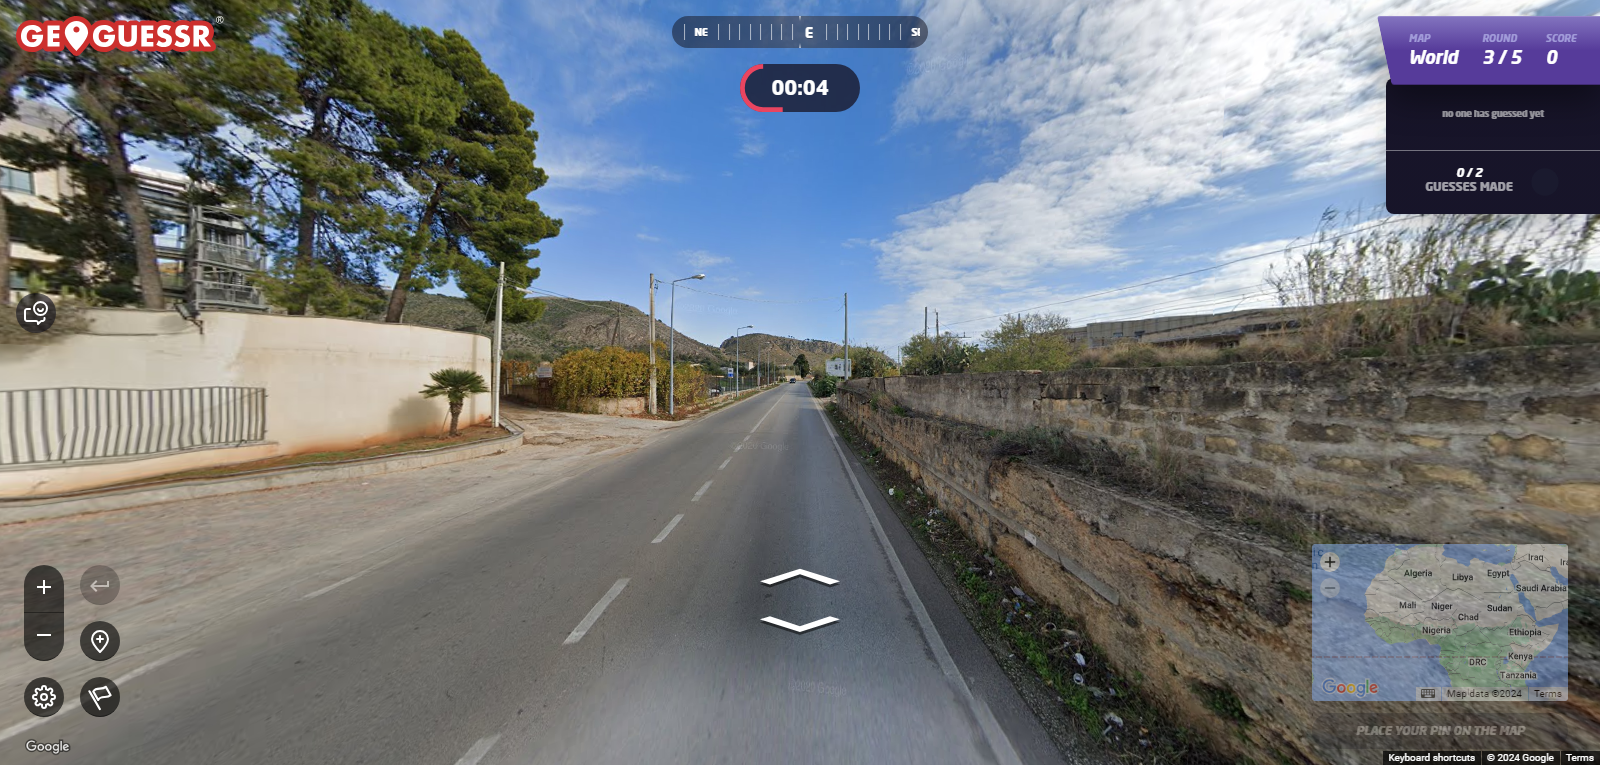 GEOGUESSR®
NE E SE
00:04
MAP ROUND SCORE
World 3 / 5 0
no one has guessed yet
0 / 2
GUESSES MADE
Iraq
Algeria Libya Egypt
Saudi Arabia
Mali Niger Chad Sudan
Nigeria Ethiopia
DRC Kenya
Tanzania
Google Map data ©2024 Terms
PLACE YOUR PIN ON THE MAP
Google
Keyboard shortcuts © 2024 Google Terms